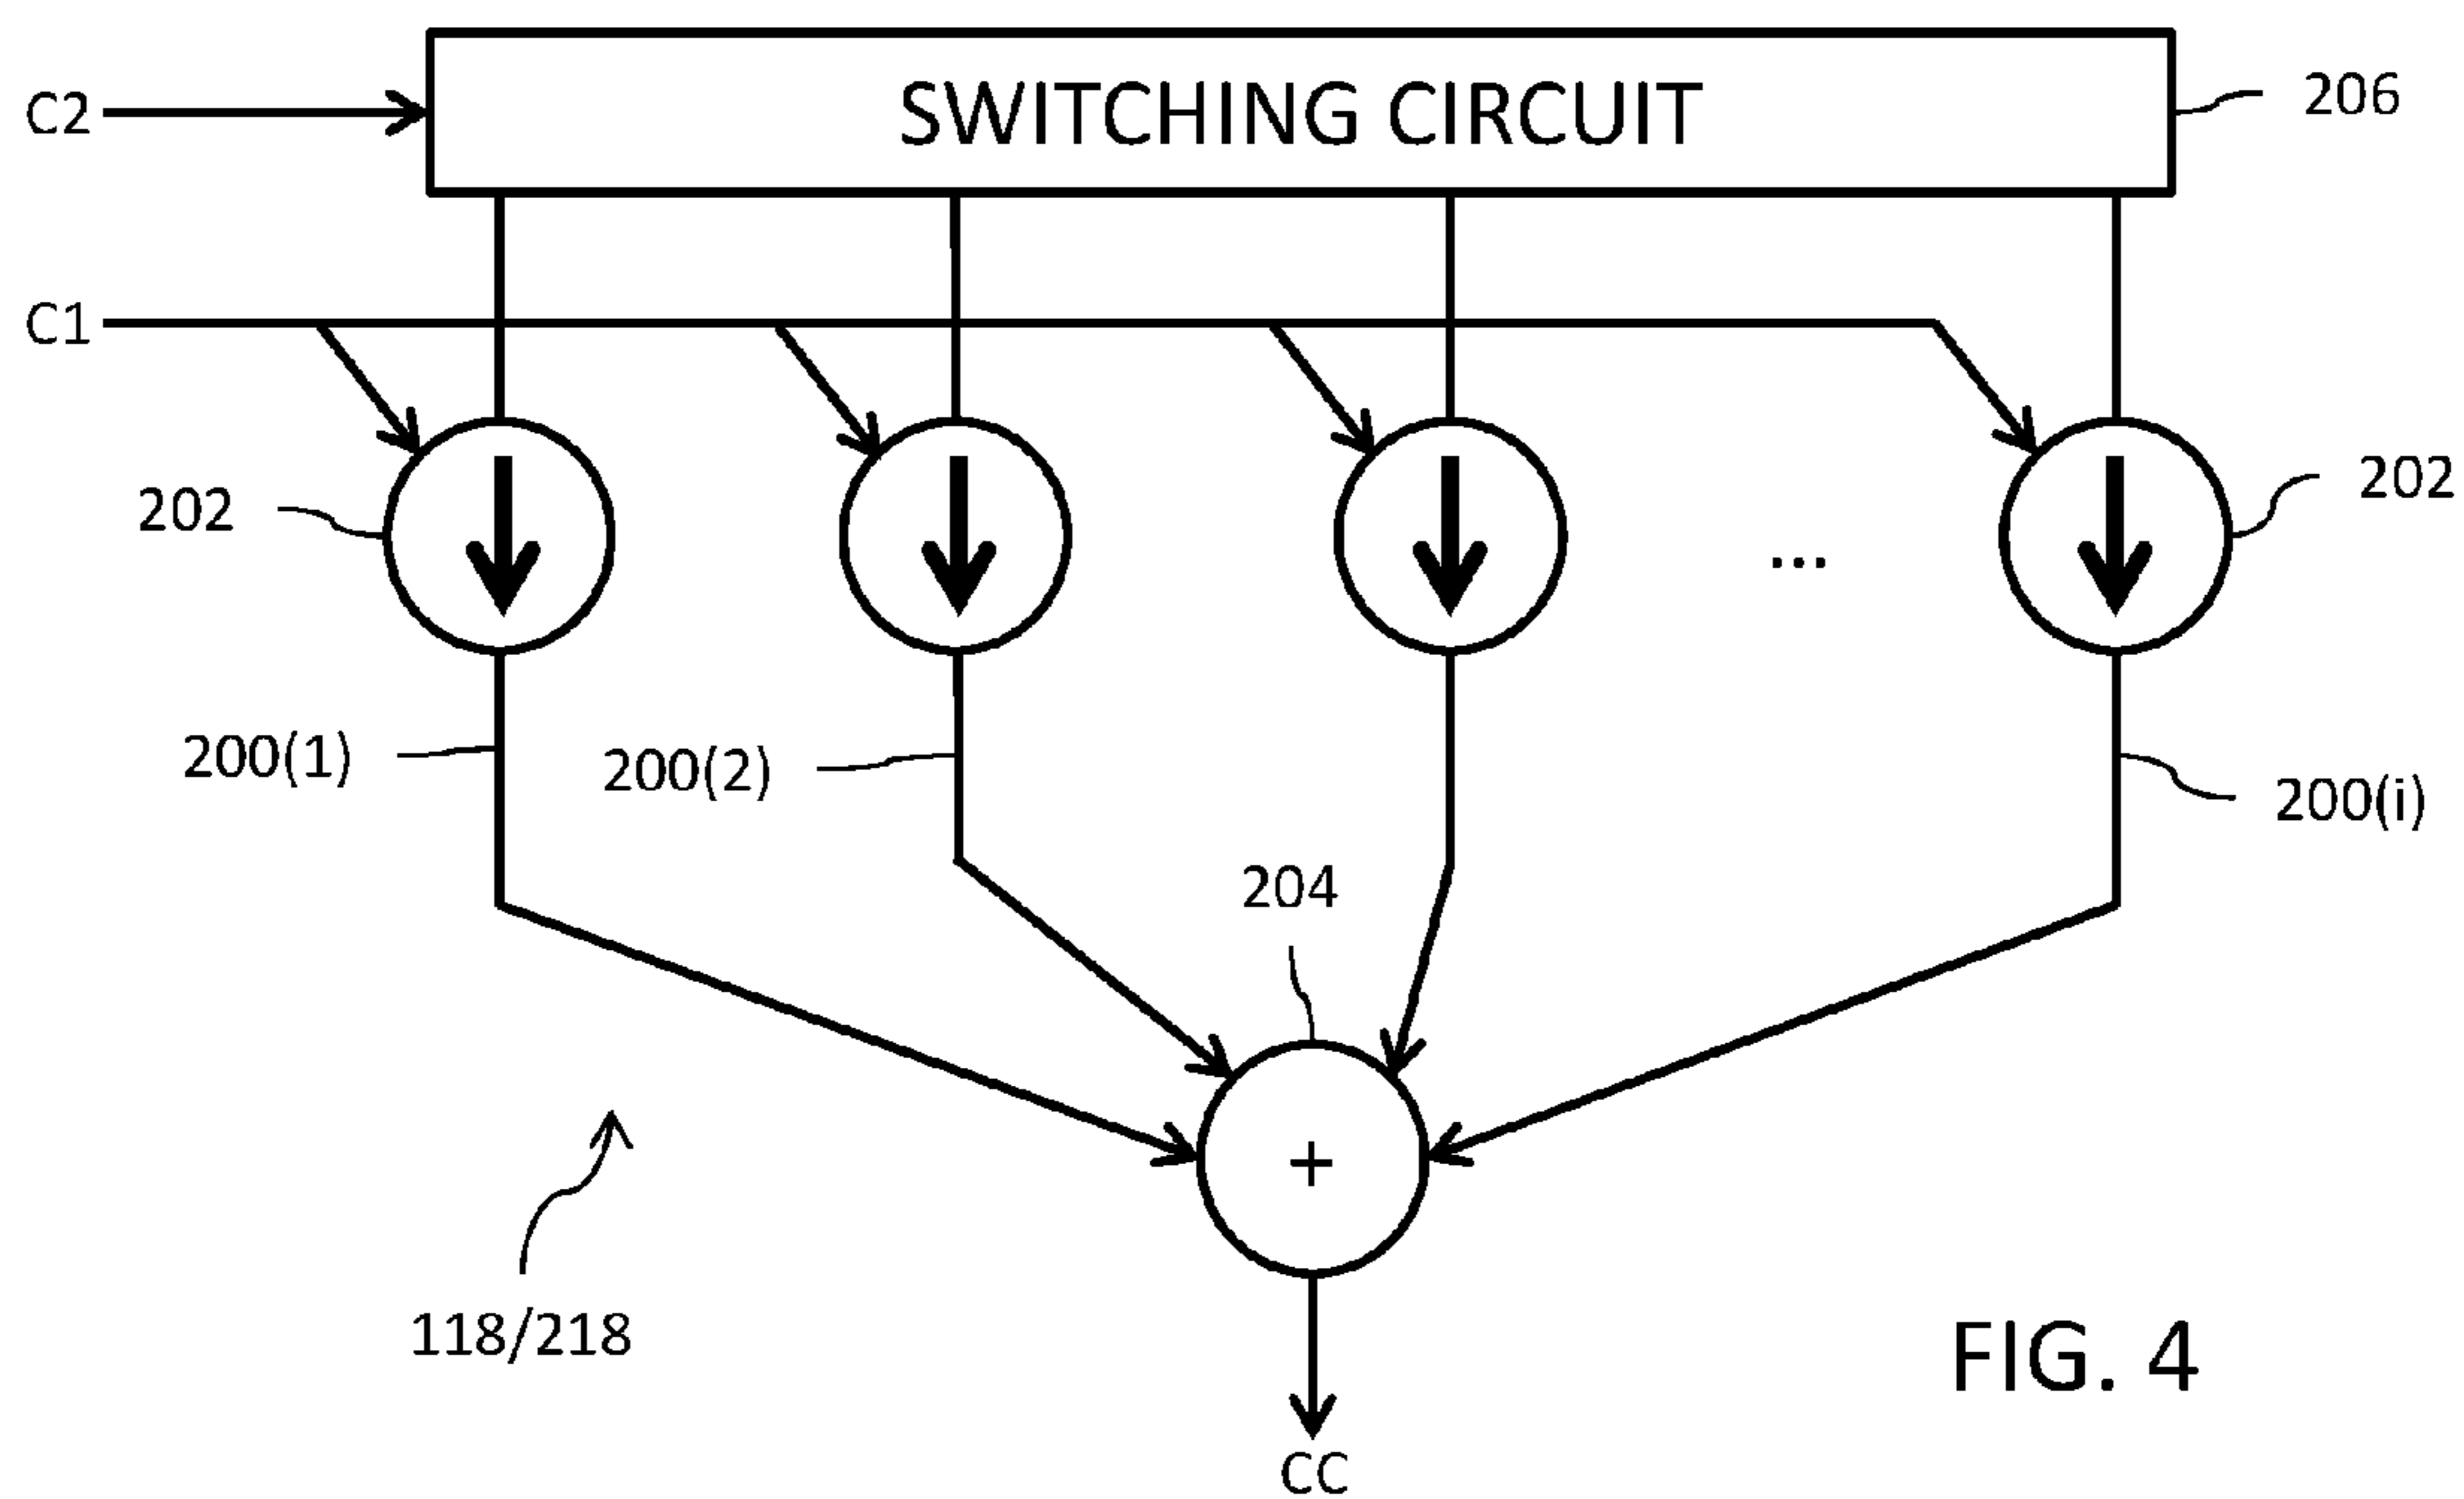 C2
SWITCHING CIRCUIT
206
C1
202
...
202
200(1)
200(2)
200(i)
204
+
118/218
FIG. 4
CC